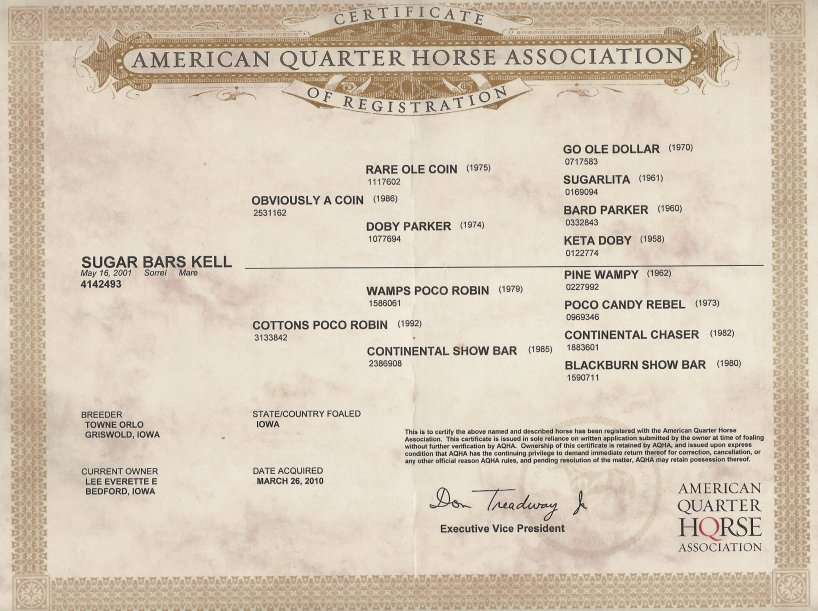 CERTIFICATE
AMERICAN QUARTER HORSE ASSOCIATION
OF REGISTRATION
GO OLE DOLLAR (1970)
0717583
RARE OLE COIN (1975)
1117602
SUGARLITA (1961)
0169094
OBVIOUSLY A COIN (1986)
2531162
BARD PARKER (1960)
0332843
DOBY PARKER (1974)
1077694
KETA DOBY (1958)
0122774
SUGAR BARS KELL
May 16, 2001 Sorrel Mare
4142493
PINE WAMPY (1962)
0227992
WAMPS POCO ROBIN (1979)
1586061
POCO CANDY REBEL (1973)
0969346
COTTONS POCO ROBIN (1992)
3133842
CONTINENTAL CHASER (1982)
1883601
CONTINENTAL SHOW BAR (1985)
2386908
BLACKBURN SHOW BAR (1980)
1590711
BREEDER
TOWNE ORLO
GRISWOLD, IOWA
STATE/COUNTRY FOALED
IOWA
CURRENT OWNER
LEE EVERETTE E
BEDFORD, IOWA
DATE ACQUIRED
MARCH 26, 2010
This is to certify the above named and described horse has been registered with the American Quarter Horse
Association. This certificate is issued in sole reliance on written application submitted by the owner at time of foaling
without further verification by AQHA. Ownership of this certificate is retained by AQHA, and issued upon express
condition that AQHA has the continuing privilege to demand immediate return thereof for correction, cancellation, or
any other official reason AQHA rules, and pending resolution of the matter, AQHA may retain possession thereof.
Don Treadway Jr
Executive Vice President
AMERICAN
QUARTER
HORSE
ASSOCIATION